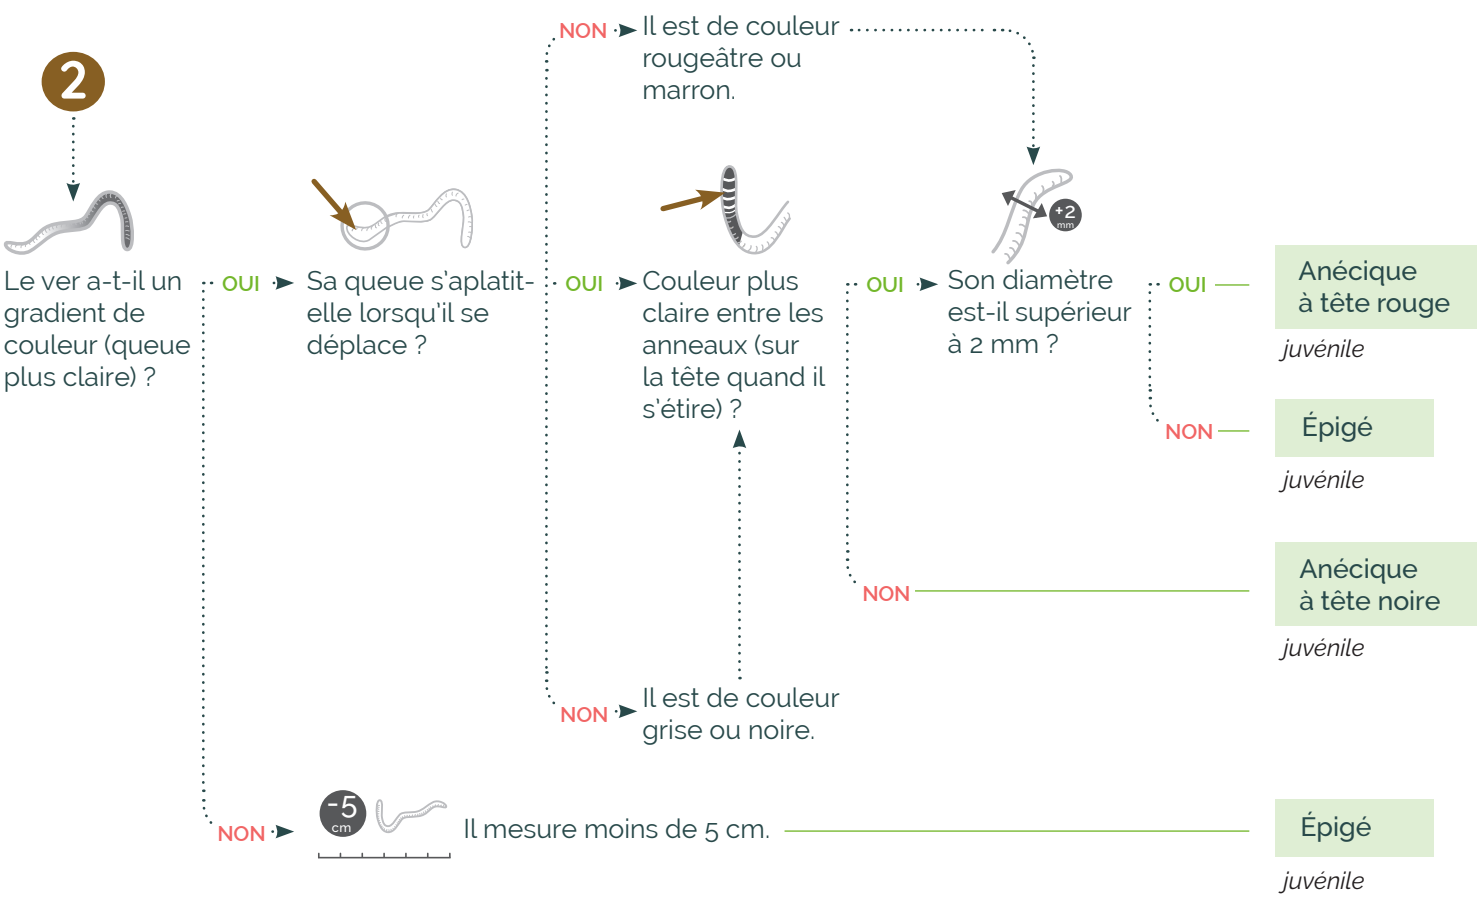 2
Le ver a-t-il un
gradient de
couleur (queue
plus claire) ?
OUI
NON
Sa queue s'aplatit-
elle lorsqu'il se
déplace ?
NON
Il est de couleur
rougeâtre ou
marron.
OUI
Couleur plus
claire entre les
anneaux (sur
la tête quand il
s'étire) ?
NON
Il est de couleur
grise ou noire.
OUI
Son diamètre
est-il supérieur
à 2 mm ?
+2
mm
OUI
Anécique
à tête rouge
juvénile
NON
Épigé
juvénile
NON
Anécique
à tête noire
juvénile
-5
cm
Il mesure moins de 5 cm.
Épigé
juvénile